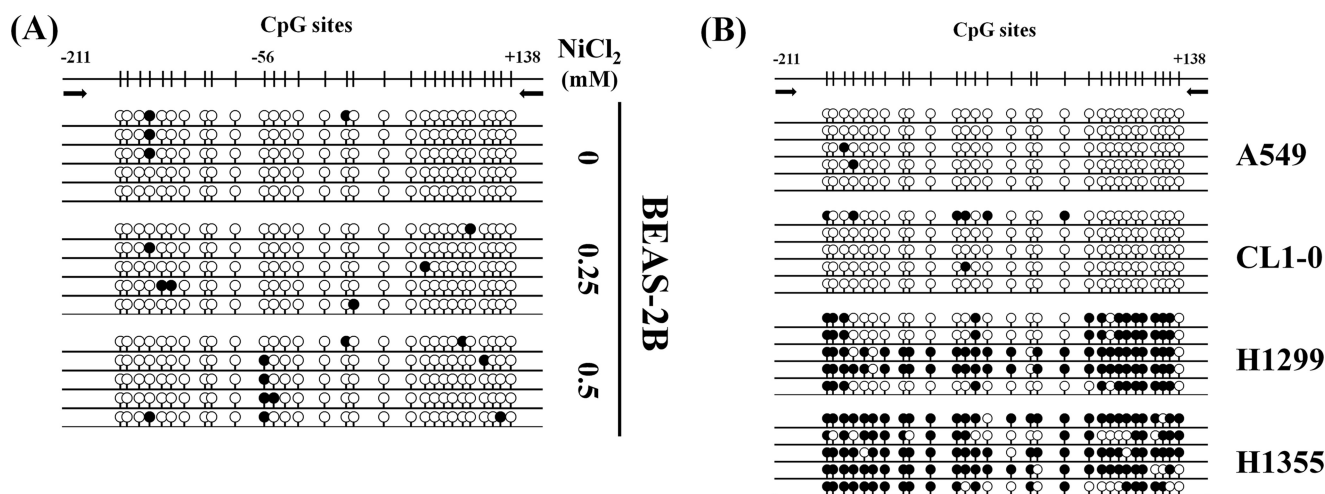 (A)
CpG sites
-211
-56
+138
NiCl2
(mM)
0
0.25
0.5
BEAS-2B
(B)
CpG sites
-211
+138
A549
CL1-0
H1299
H1355